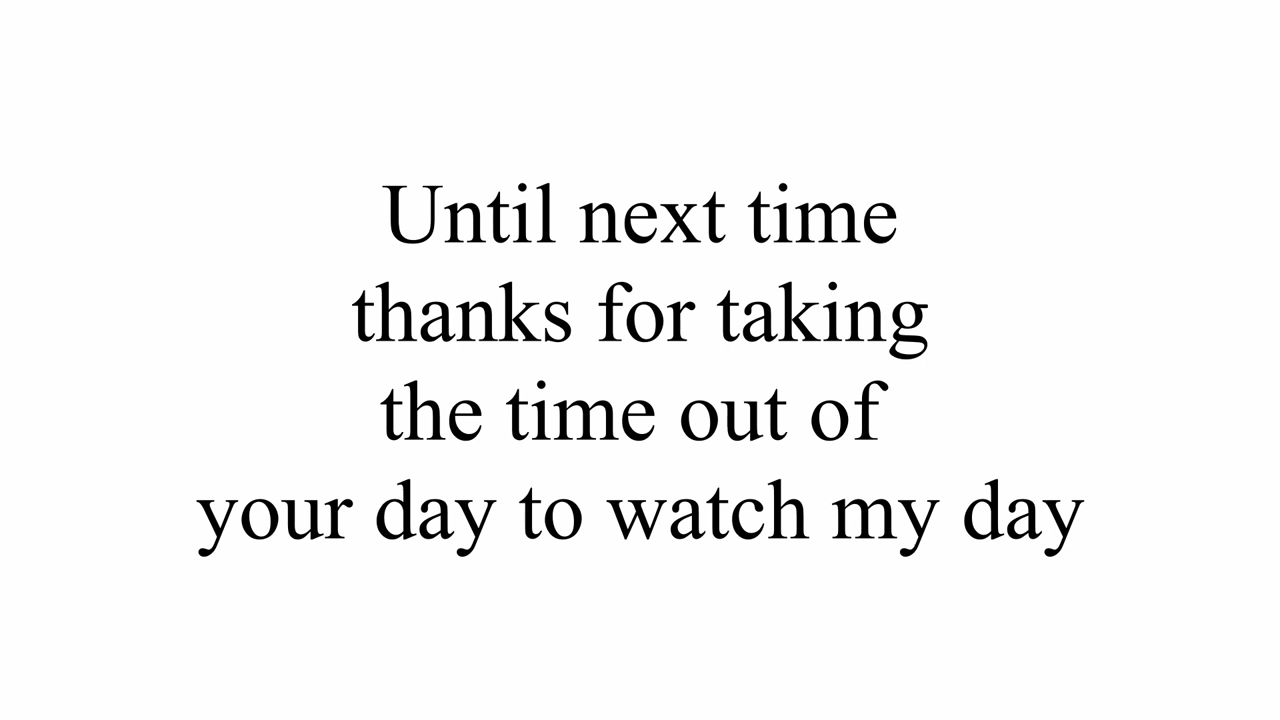 Until next time
thanks for taking
the time out of
your day to watch my day